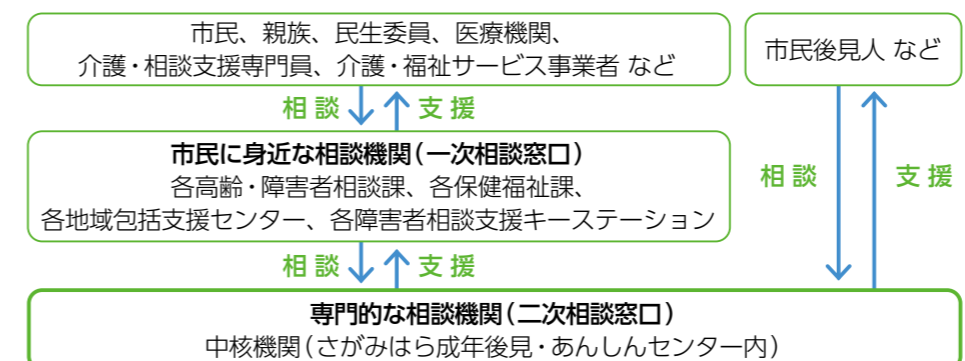 市民、親族、民生委員、医療機関、
介護・相談支援専門員、介護・福祉サービス事業者 など
市民後見人 など
相談 支援
市民に身近な相談機関(一次相談窓口)
各高齢・障害者相談課、各保健福祉課、
各地域包括支援センター、各障害者相談支援キーステーション
相談 支援
相談 支援
専門的な相談機関(二次相談窓口)
中核機関(さがみはら成年後見・あんしんセンター内)